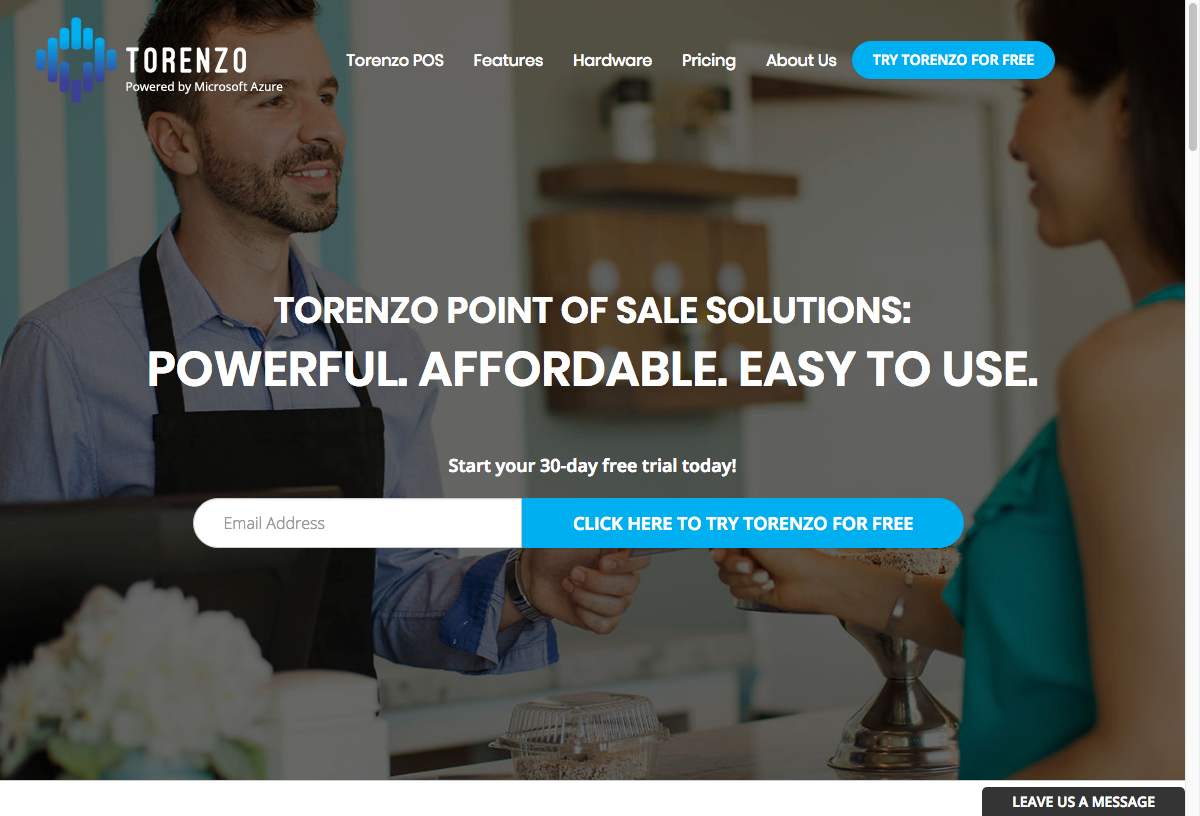 TORENZO
Powered by Microsoft Azure
Torenzo POS
Features
Hardware
Pricing
About Us
TRY TORENZO FOR FREE
TORENZO POINT OF SALE SOLUTIONS:
POWERFUL. AFFORDABLE. EASY TO USE.
Start your 30-day free trial today!
Email Address
CLICK HERE TO TRY TORENZO FOR FREE
LEAVE US A MESSAGE